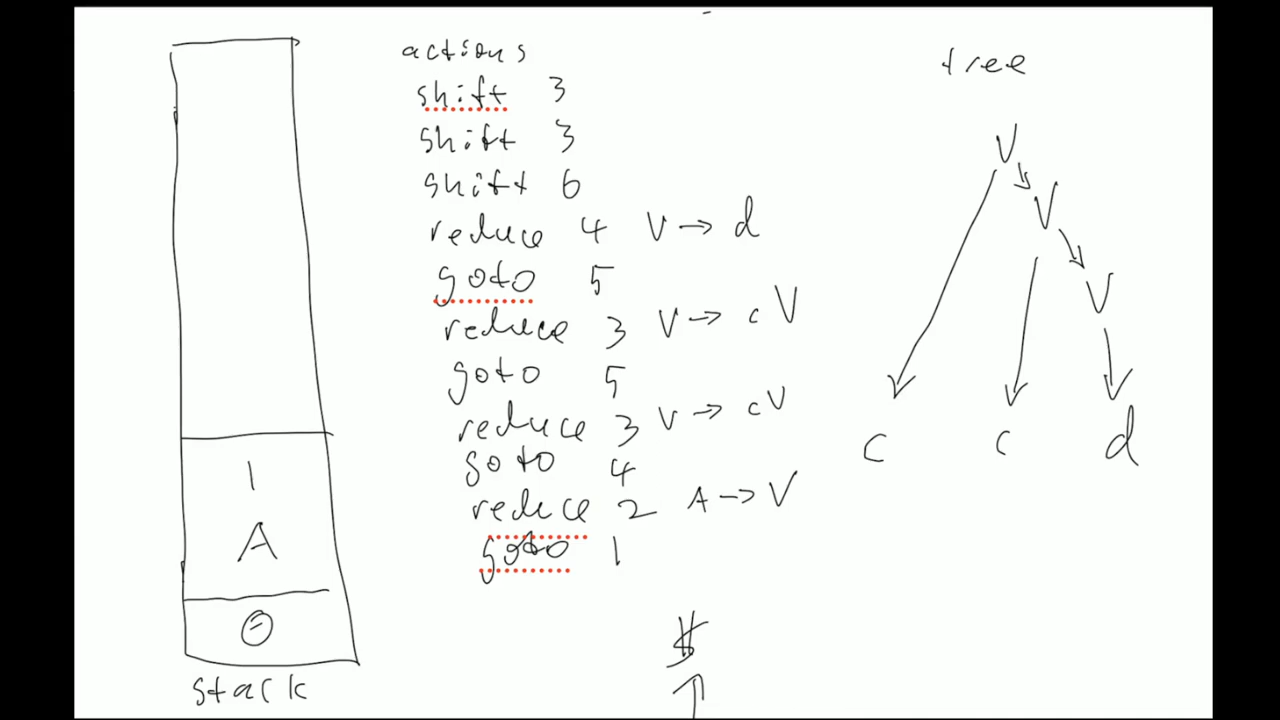 actions
shift 3
shift 3
shift 6
reduce 4 V → d
goto 5
reduce 3 V → c V
goto 5
reduce 3 V → c V
goto 4
reduce 2 A → V
goto 1
1
A
0
stack
$
↑
tree
V
V
V
c c d